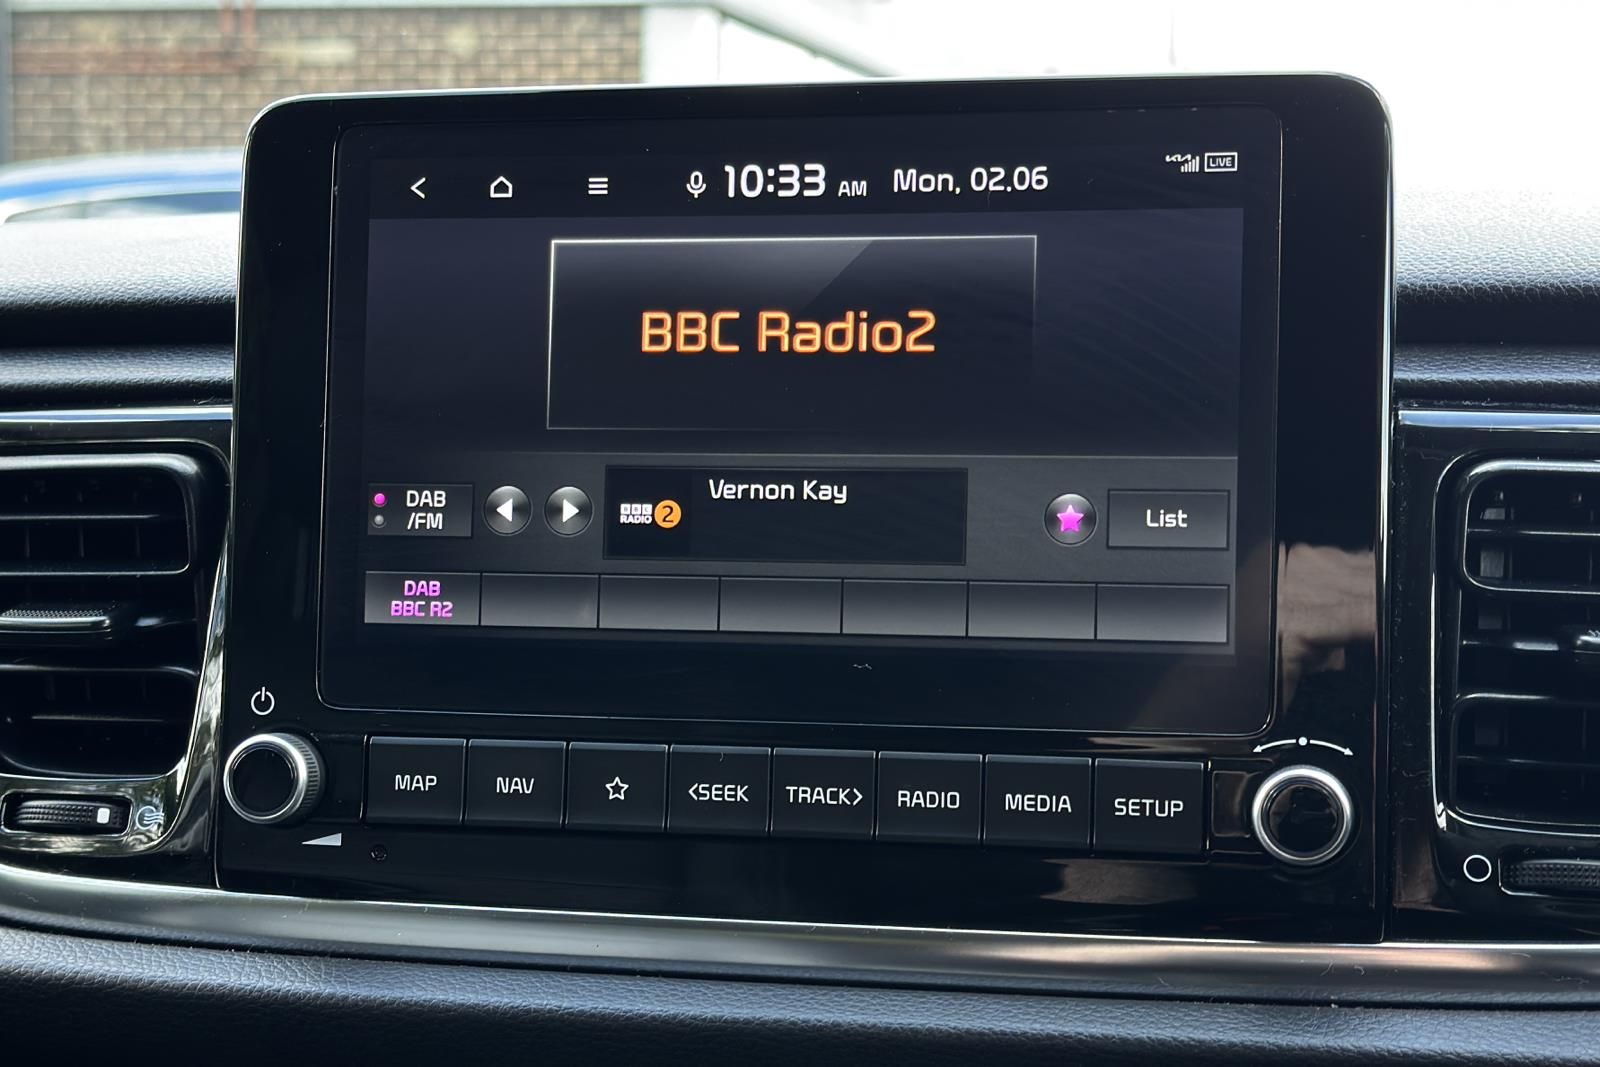 10:33 AM Mon, 02.06
LIVE
BBC Radio2
DAB
/FM
BBC
RADIO 2
Vernon Kay
List
DAB
BBC R2
MAP
NAV
<SEEK
TRACK>
RADIO
MEDIA
SETUP